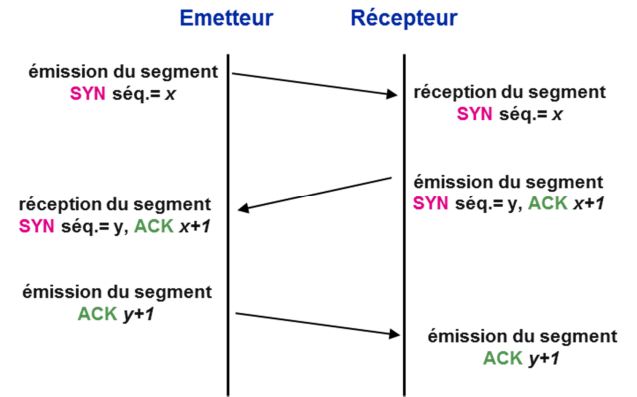 Emetteur Récepteur
émission du segment
SYN séq.= x
réception du segment
SYN séq.= x
émission du segment
SYN séq.= y, ACK x+1
réception du segment
SYN séq.= y, ACK x+1
émission du segment
ACK y+1
émission du segment
ACK y+1